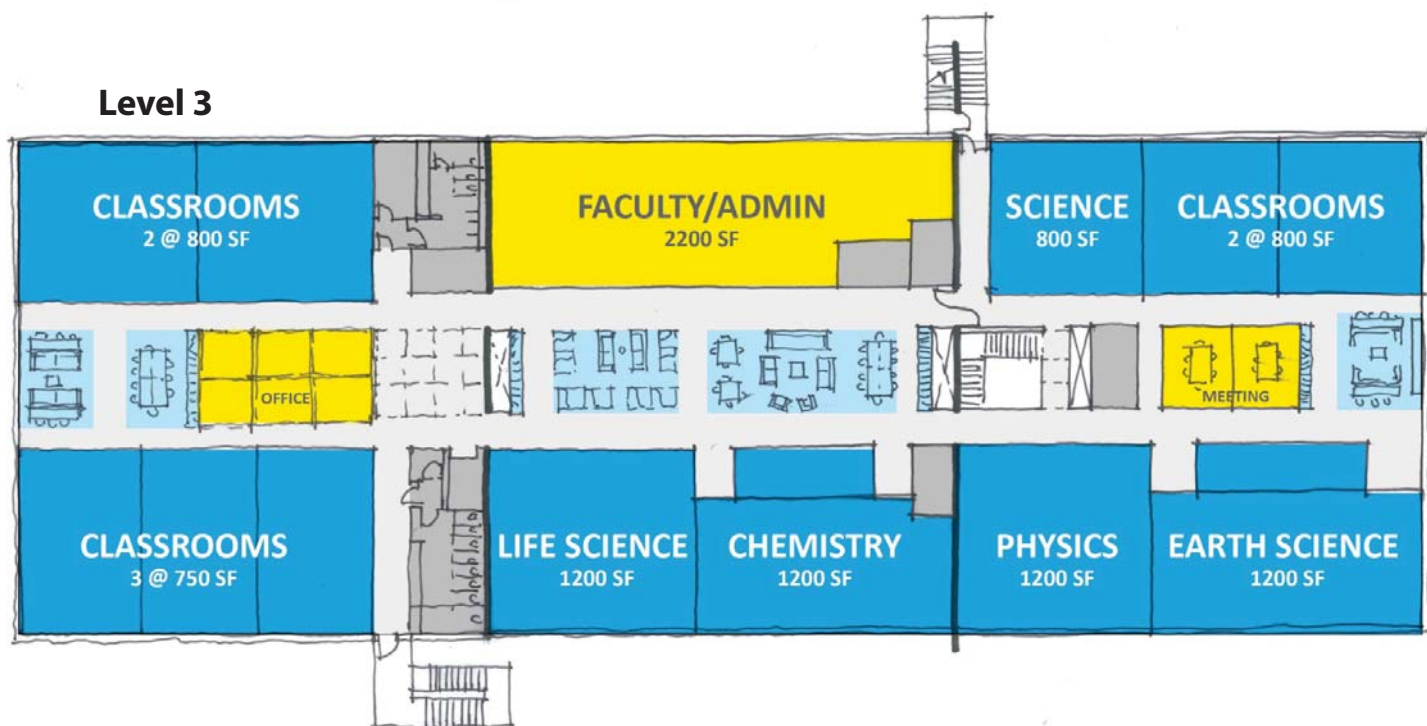 Level 3
CLASSROOMS
2 @ 800 SF
FACULTY/ADMIN
2200 SF
SCIENCE
800 SF
CLASSROOMS
2 @ 800 SF
OFFICE
MEETING
CLASSROOMS
3 @ 750 SF
LIFE SCIENCE
1200 SF
CHEMISTRY
1200 SF
PHYSICS
1200 SF
EARTH SCIENCE
1200 SF